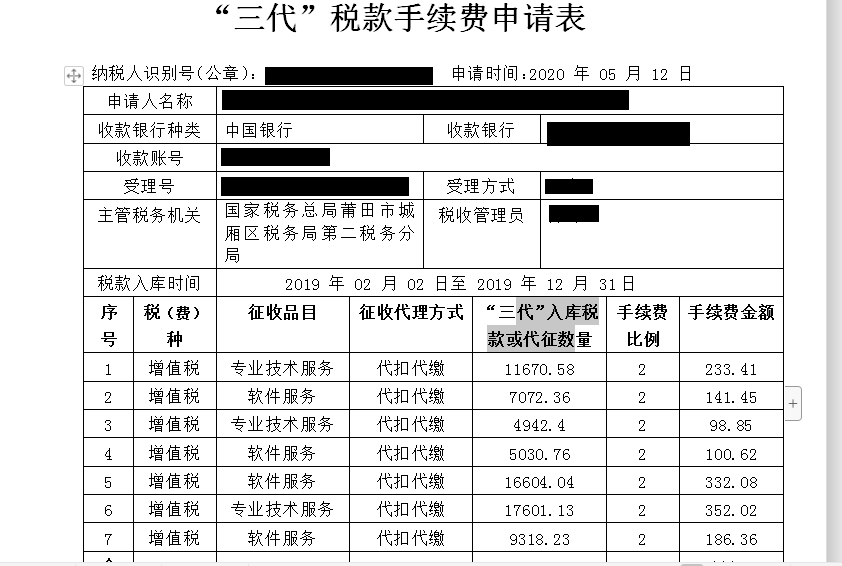 “三代”税款手续费申请表
纳税人识别号(公章): 申请时间:2020 年 05 月 12 日
申请人名称
收款银行种类 中国银行 收款银行
收款账号
受理号 受理方式
主管税务机关 国家税务总局莆田市城 税收管理员
厢区税务局第二税务分
局
税款入库时间 2019 年 02 月 02 日至 2019 年 12 月 31日
序 税（费） 征收品目 征收代理方式 “三代”入库税 手续费 手续费金额
号 种 款或代征数量 比例
1 增值税 专业技术服务 代扣代缴 11670.58 2 233.41
2 增值税 软件服务 代扣代缴 7072.36 2 141.45
3 增值税 专业技术服务 代扣代缴 4942.4 2 98.85
4 增值税 软件服务 代扣代缴 5030.76 2 100.62
5 增值税 软件服务 代扣代缴 16604.04 2 332.08
6 增值税 专业技术服务 代扣代缴 17601.13 2 352.02
7 增值税 软件服务 代扣代缴 9318.23 2 186.36